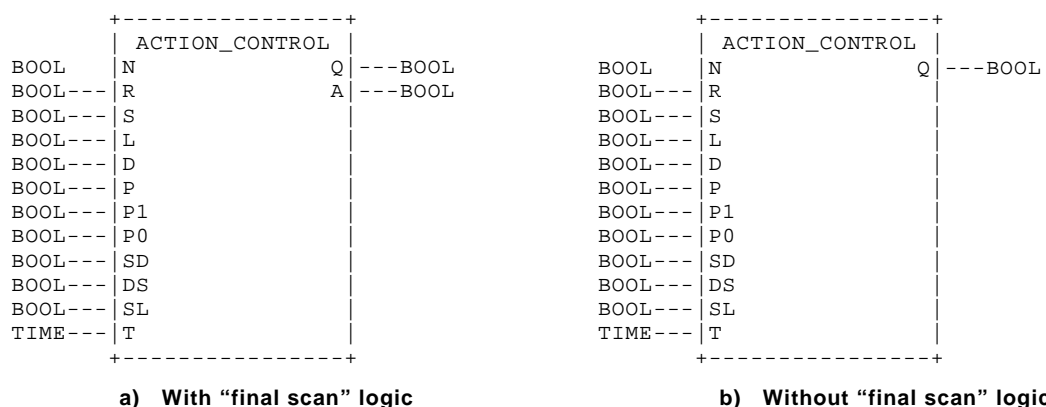 +----------------+ +----------------+
| ACTION_CONTROL | | ACTION_CONTROL |
BOOL |N Q|---BOOL BOOL |N Q|---BOOL
BOOL---|R A|---BOOL BOOL---|R |
BOOL---|S | BOOL---|S |
BOOL---|L | BOOL---|L |
BOOL---|D | BOOL---|D |
BOOL---|P | BOOL---|P |
BOOL---|P1 | BOOL---|P1 |
BOOL---|P0 | BOOL---|P0 |
BOOL---|SD | BOOL---|SD |
BOOL---|DS | BOOL---|DS |
BOOL---|SL | BOOL---|SL |
TIME---|T | TIME---|T |
+----------------+ +----------------+
a) With “final scan” logic b) Without “final scan” logic